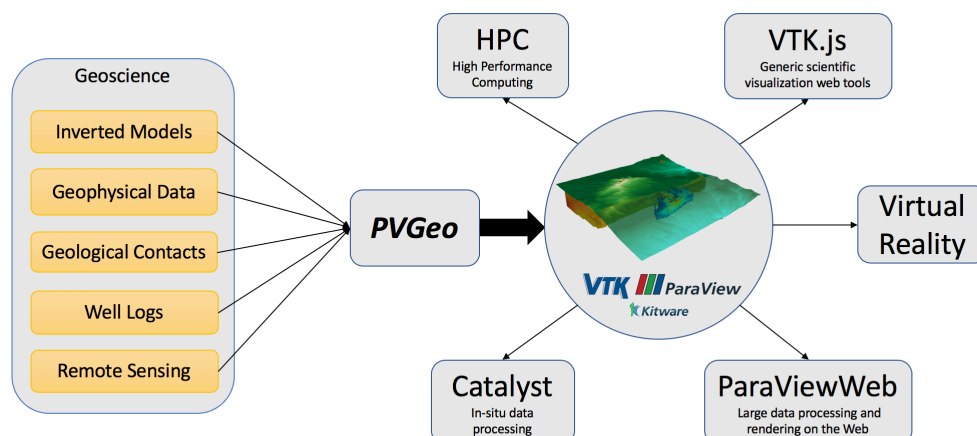 Geoscience
Inverted Models
Geophysical Data
Geological Contacts
Well Logs
Remote Sensing
PVGeo
HPC
High Performance
Computing
VTK.js
Generic scientific
visualization web tools
VTK ParaView
Kitware
Virtual
Reality
Catalyst
In-situ data
processing
ParaViewWeb
Large data processing and
rendering on the Web